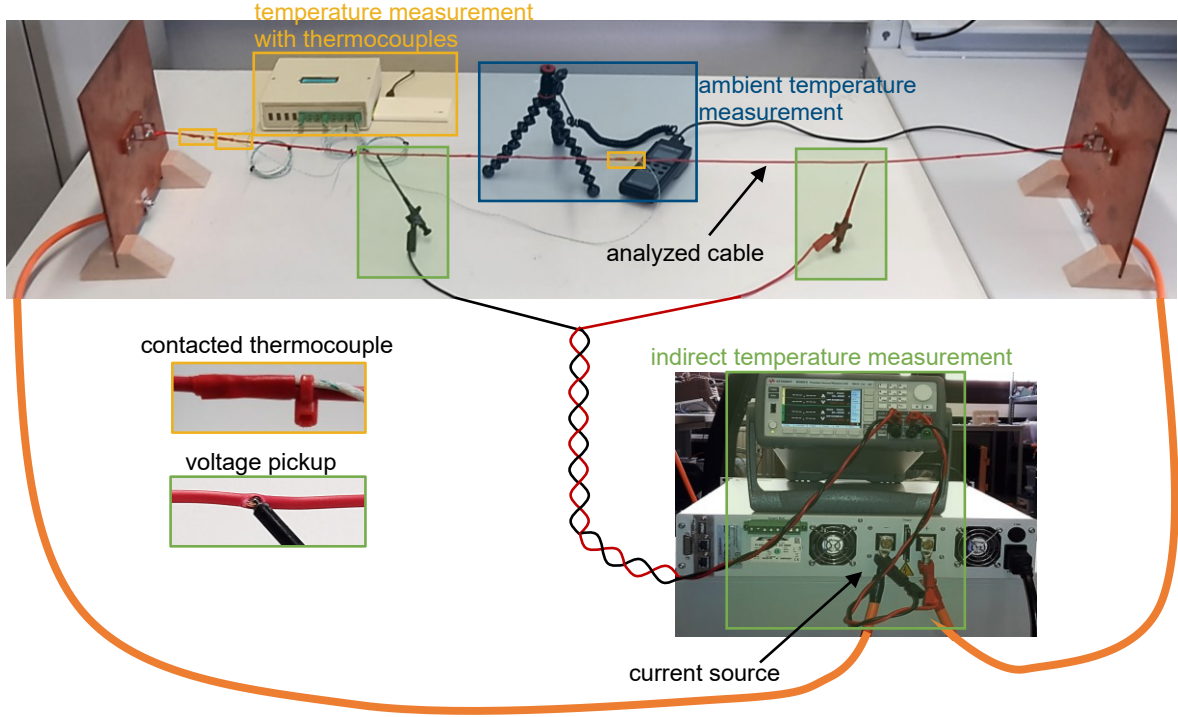 temperature measurement
with thermocouples
ambient temperature
measurement
analyzed cable
contacted thermocouple
indirect temperature measurement
voltage pickup
current source